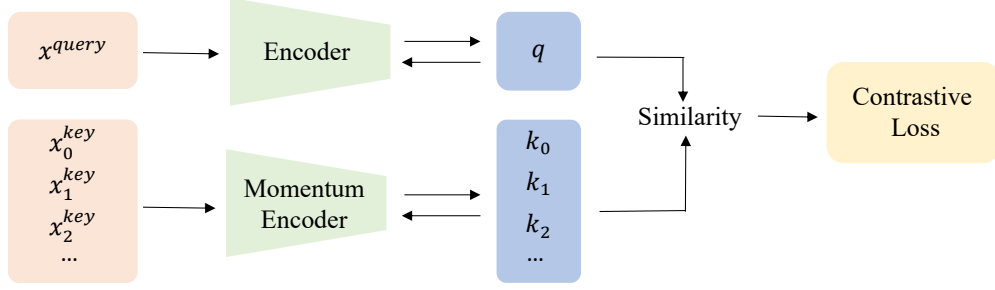 x^query
Encoder
q
x_0^key
x_1^key
x_2^key
...
Momentum
Encoder
k_0
k_1
k_2
...
Similarity
Contrastive
Loss